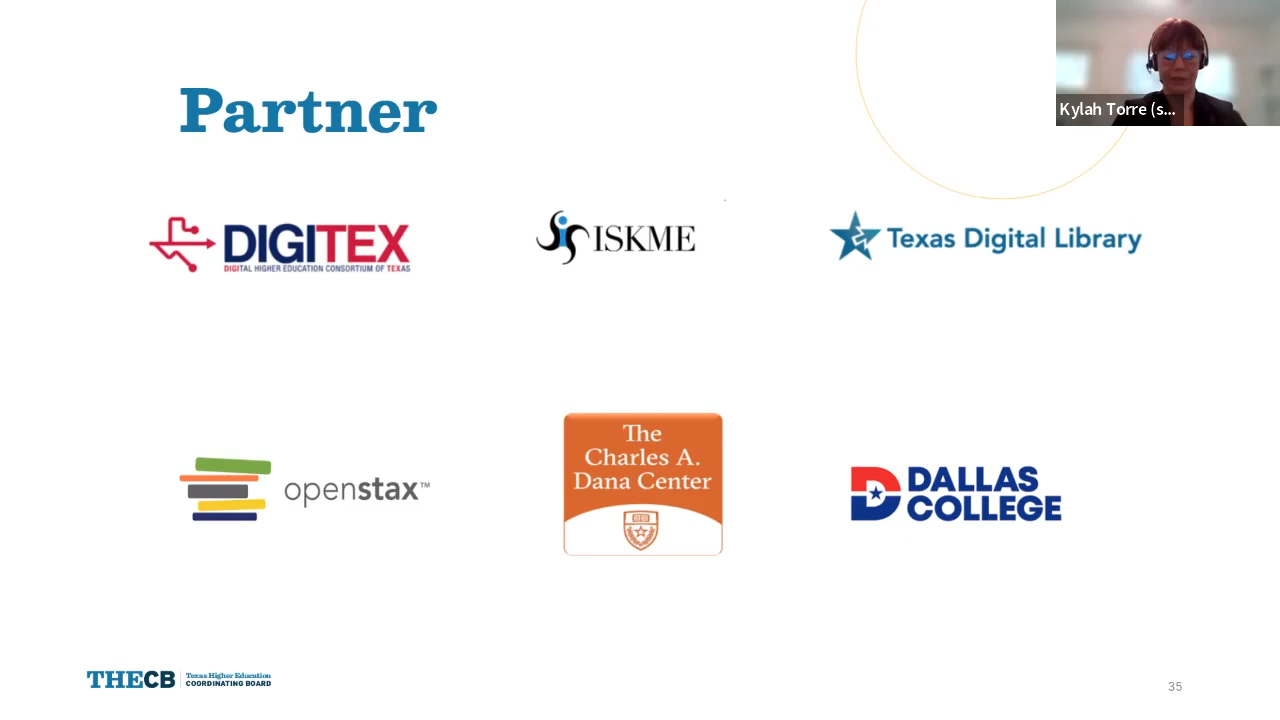 Kylah Torre (s...
Partner
DIGITEX
DIGITAL HIGHER EDUCATION CONSORTIUM OF TEXAS
ISKME
Texas Digital Library
openstax™
The
Charles A.
Dana Center
DALLAS
COLLEGE
THECB
Texas Higher Education
COORDINATING BOARD
35